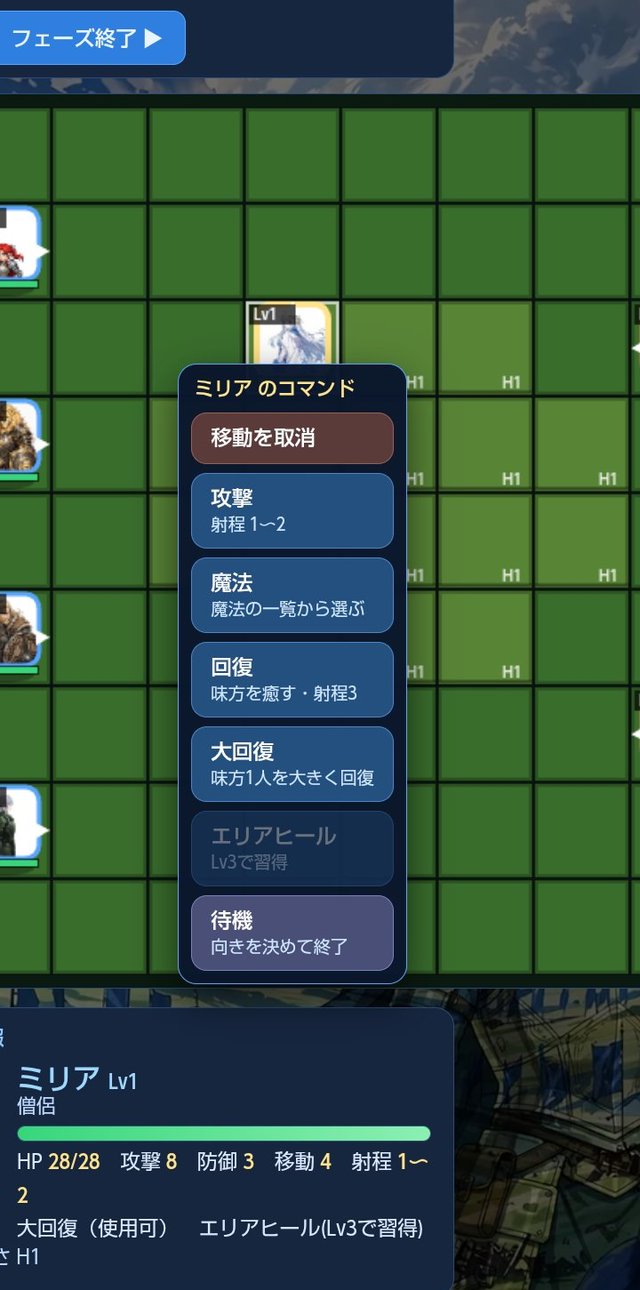 フェーズ終了 ▶
Lv1
H1 H1
ミリア のコマンド
移動を取消
H1 H1 H1
攻撃
射程 1〜2
魔法
H1 H1 H1
魔法の一覧から選ぶ
回復
H1 H1
味方を癒す・射程3
大回復
味方1人を大きく回復
エリアヒール
Lv3で習得
待機
向きを決めて終了
報
ミリア Lv1
僧侶
HP 28/28 攻撃 8 防御 3 移動 4 射程 1〜
2
大回復（使用可） エリアヒール(Lv3で習得)
さ H1